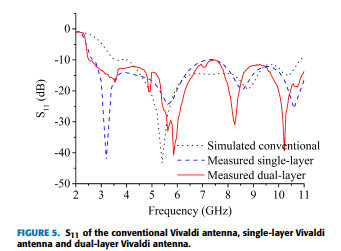 0
-10
-20
-30
-40
-50
S11 (dB)
Simulated conventional
Measured single-layer
Measured dual-layer
2 3 4 5 6 7 8 9 10 11
Frequency (GHz)
FIGURE 5. S11 of the conventional Vivaldi antenna, single-layer Vivaldi
antenna and dual-layer Vivaldi antenna.